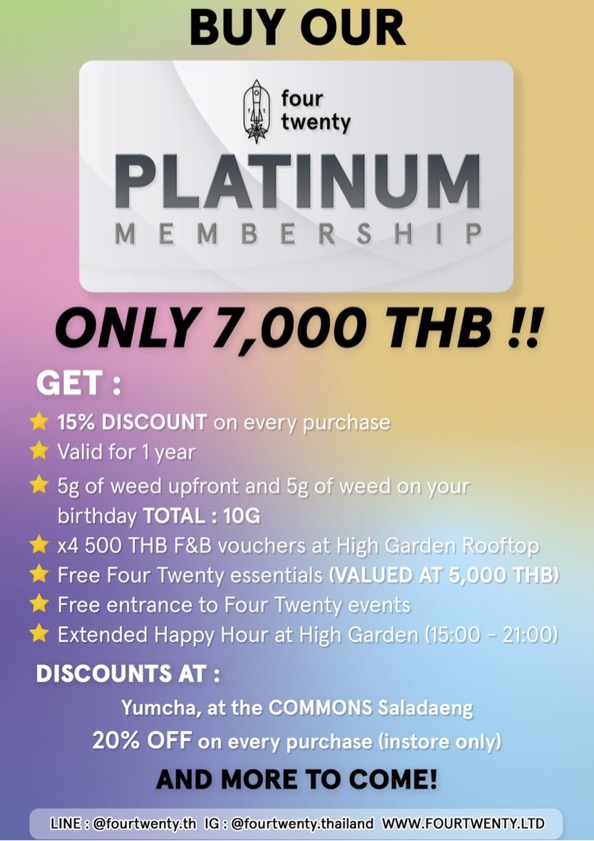 BUY OUR
four
twenty
PLATINUM
MEMBERSHIP
ONLY 7,000 THB !!
GET :
15% DISCOUNT on every purchase
Valid for 1 year
5g of weed upfront and 5g of weed on your
birthday TOTAL : 10G
x4 500 THB F&B vouchers at High Garden Rooftop
Free Four Twenty essentials (VALUED AT 5,000 THB)
Free entrance to Four Twenty events
Extended Happy Hour at High Garden (15:00 - 21:00)
DISCOUNTS AT :
Yumcha, at the COMMONS Saladaeng
20% OFF on every purchase (instore only)
AND MORE TO COME!
LINE : @fourtwenty.th IG : @fourtwenty.thailand WWW.FOURTWENTY.LTD